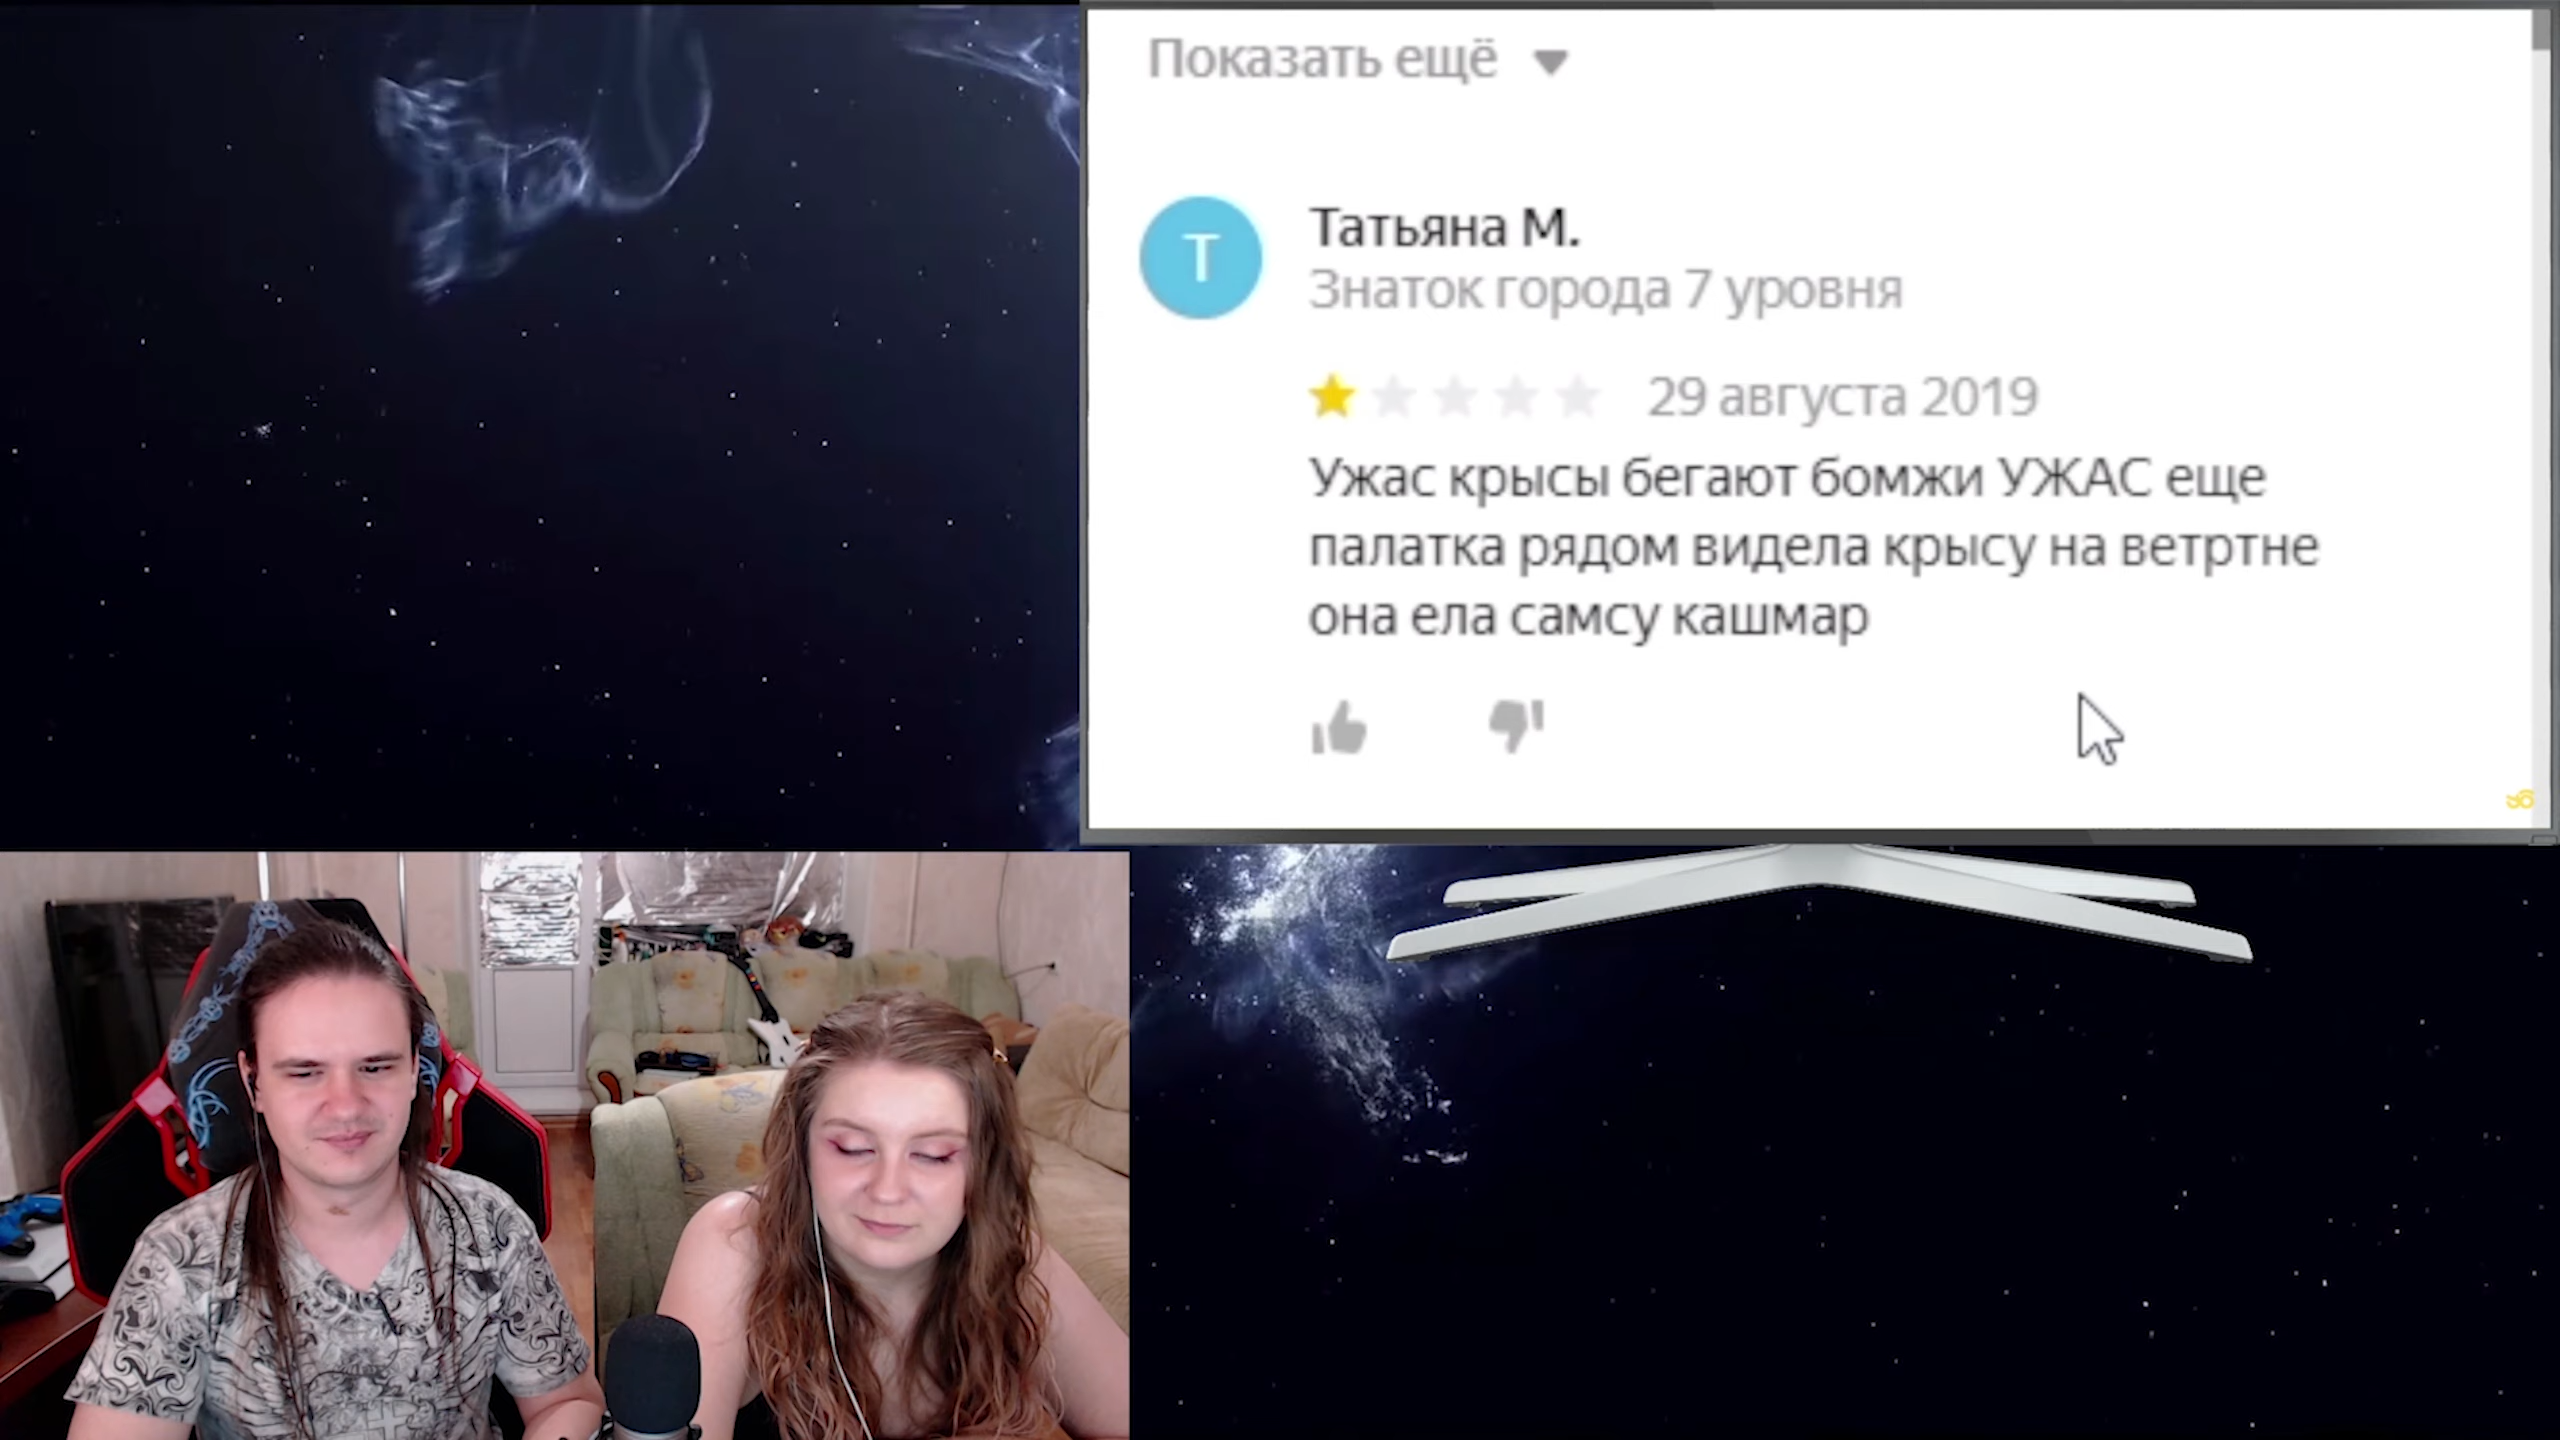 Показать ещё
Т
Татьяна М.
Знаток города 7 уровня
29 августа 2019
Ужас крысы бегают бомжи УЖАС еще
палатка рядом видела крысу на ветртне
она ела самсу кашмар